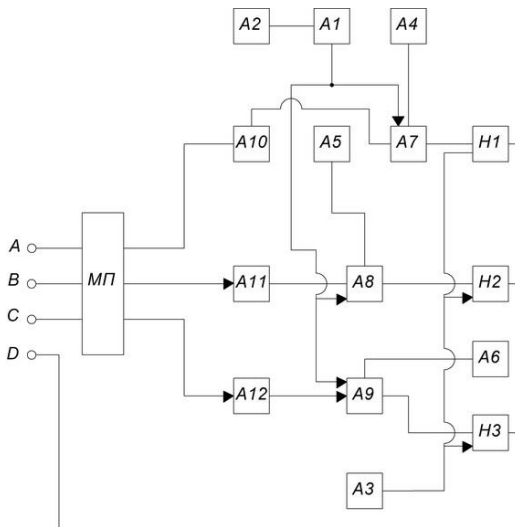 A2 A1 A4
A10 A5 A7 H1
A
B МП A11 A8 H2
C
D A6
A12 A9
H3
A3